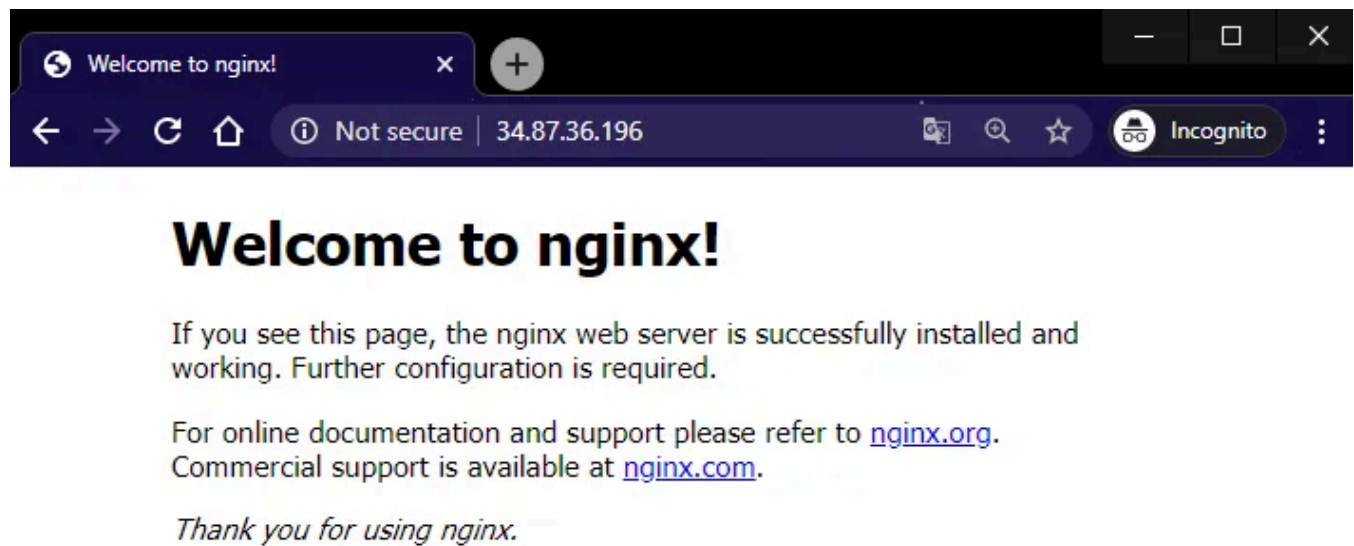 Welcome to nginx!
Not secure 34.87.36.196
Incognito
Welcome to nginx!
If you see this page, the nginx web server is successfully installed and
working. Further configuration is required.
For online documentation and support please refer to nginx.org.
Commercial support is available at nginx.com.
Thank you for using nginx.